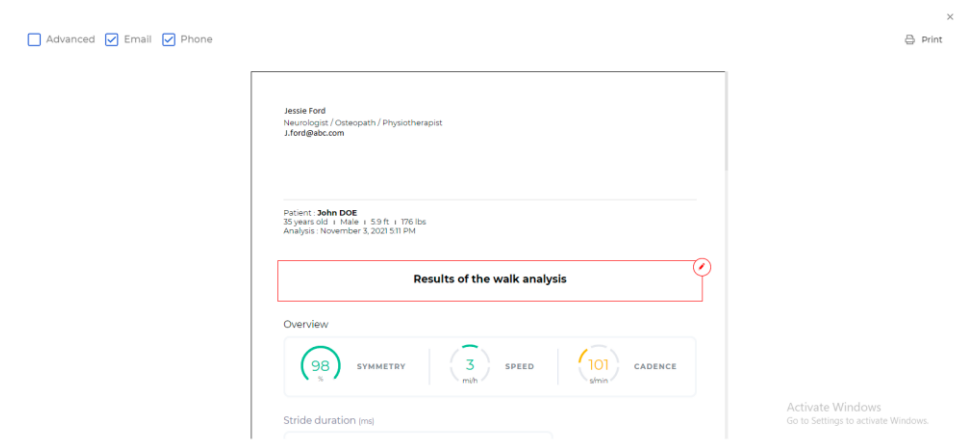 ×
Advanced Email Phone
Print
Jessie Ford
Neurologist / Osteopath / Physiotherapist
J.ford@abc.com
Patient : John DOE
35 years old | Male | 5.9 ft | 176 lbs
Analysis : November 3, 2021 5:11 PM
Results of the walk analysis
Overview
98 % SYMMETRY
3 mi/h SPEED
101 s/min CADENCE
Stride duration (ms)
Activate Windows
Go to Settings to activate Windows.